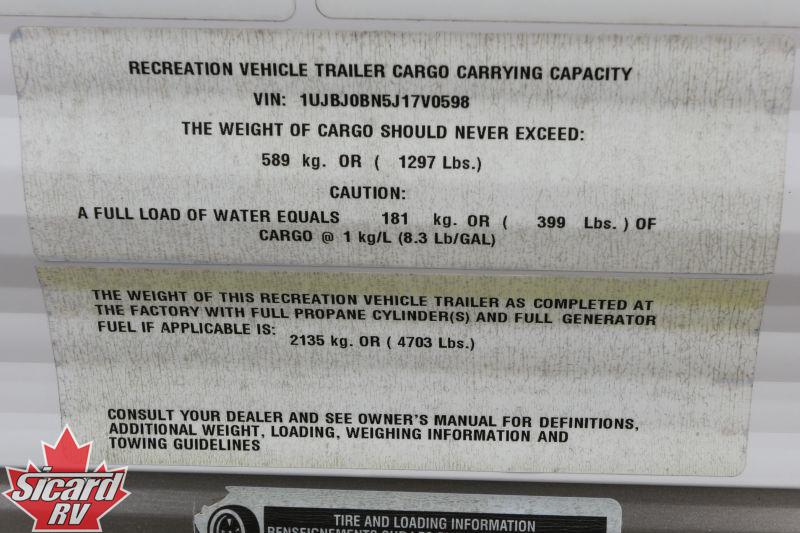 RECREATION VEHICLE TRAILER CARGO CARRYING CAPACITY
VIN: 1UJBJ0BN5J17V0598
THE WEIGHT OF CARGO SHOULD NEVER EXCEED:
589 kg. OR ( 1297 Lbs.)
CAUTION:
A FULL LOAD OF WATER EQUALS 181 kg. OR ( 399 Lbs. ) OF
CARGO @ 1 kg/L (8.3 Lb/GAL)
THE WEIGHT OF THIS RECREATION VEHICLE TRAILER AS COMPLETED AT
THE FACTORY WITH FULL PROPANE CYLINDER(S) AND FULL GENERATOR
FUEL IF APPLICABLE IS:
2135 kg. OR ( 4703 Lbs.)
CONSULT YOUR DEALER AND SEE OWNER'S MANUAL FOR DEFINITIONS,
ADDITIONAL WEIGHT, LOADING, WEIGHING INFORMATION AND
TOWING GUIDELINES
Sicard
RV
TIRE AND LOADING INFORMATION
RENSEIGNEMENTS